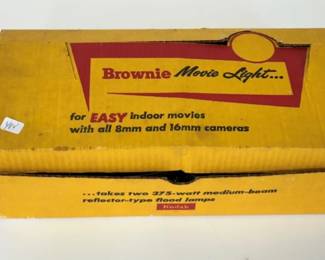 Brownie Movie Light...
for EASY indoor movies
with all 8mm and 16mm cameras
...takes two 375-watt medium-beam
reflector-type flood lamps
Kodak